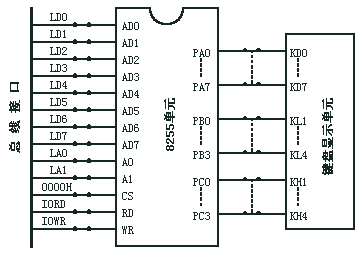 总线接口
LD0
LD1
LD2
LD3
LD4
LD5
LD6
LD7
LA0
LA1
0000H
IORD
IOWR
AD0
AD1
AD2
AD3
AD4
AD5
AD6
AD7
A0
A1
CS
RD
WR
8255单元
PA0
PA7
PB0
PB3
PC0
PC3
KD0
KD7
KL1
KL4
KH1
KH4
键盘显示单元